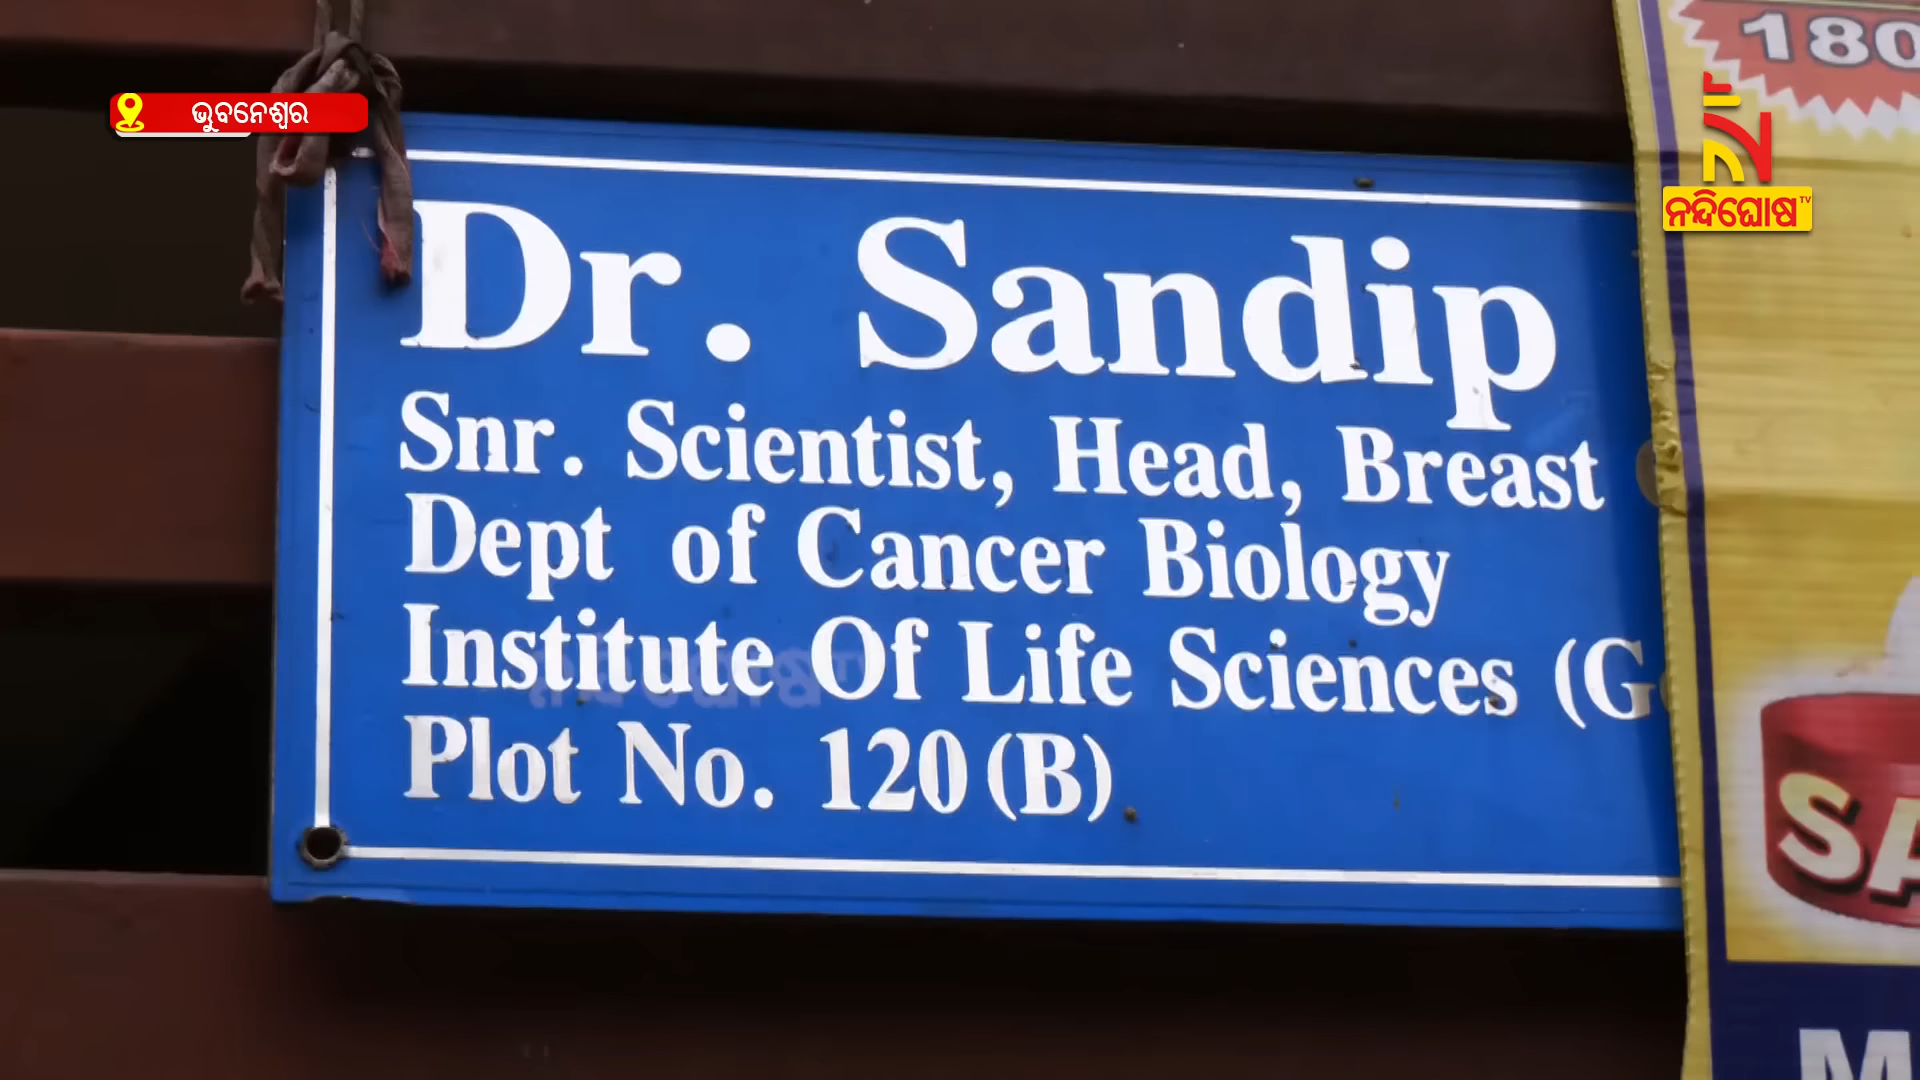 ଭୁବନେଶ୍ୱର
180
ନନ୍ଦିଘୋଷ TV
Dr. Sandip
Snr. Scientist, Head, Breast
Dept of Cancer Biology
Institute Of Life Sciences (G
Plot No. 120 (B)
SA
M